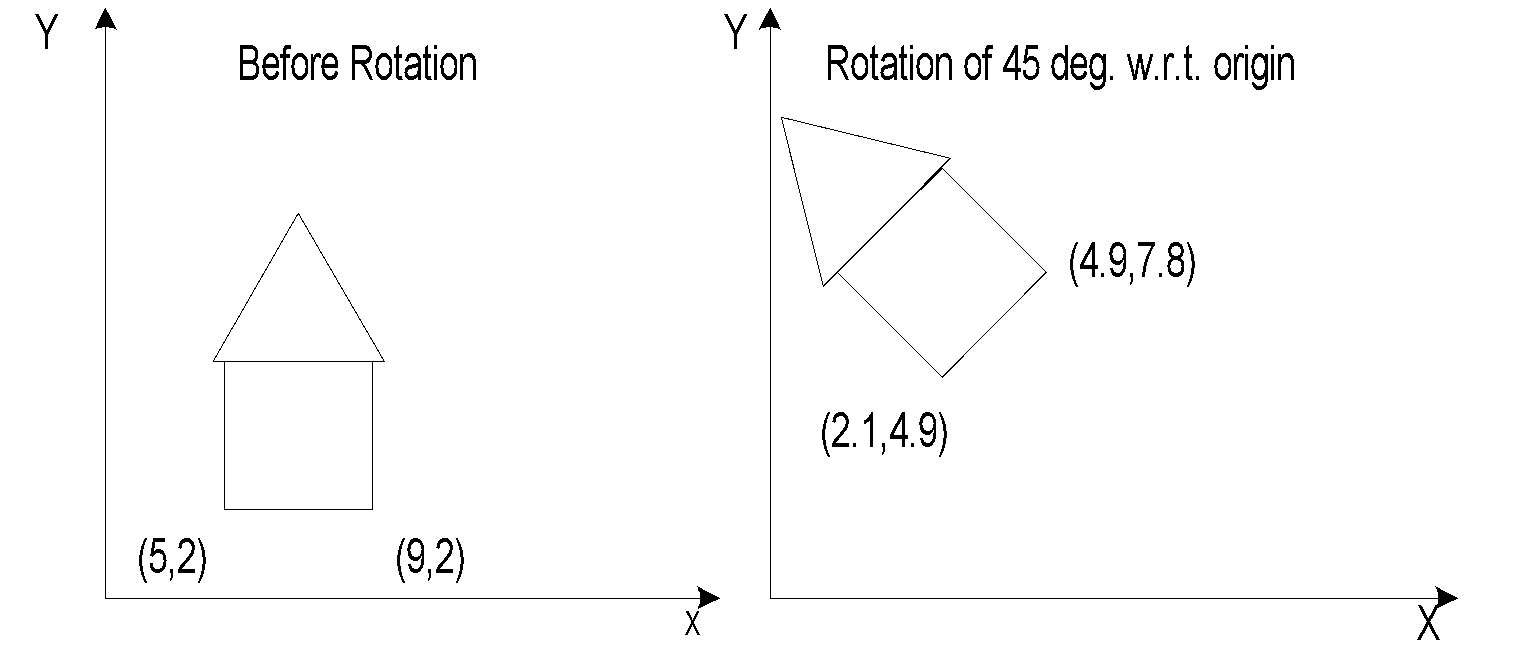 Y
Before Rotation
(5,2)
(9,2)
X
Y
Rotation of 45 deg. w.r.t. origin
(4.9,7.8)
(2.1,4.9)
X